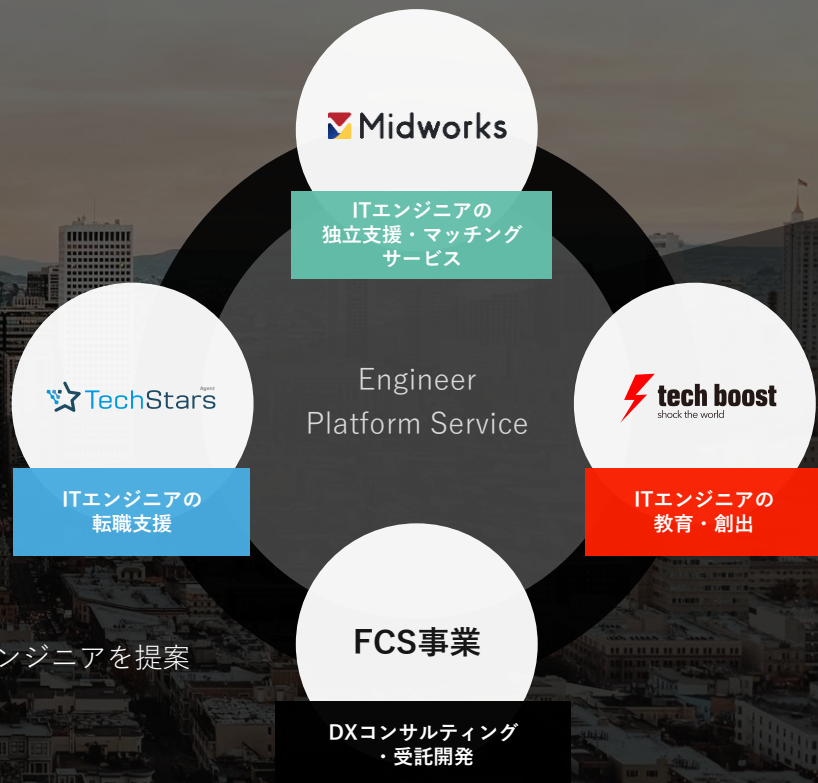 Midworks
ITエンジニアの
独立支援・マッチング
サービス
Agent
TechStars
ITエンジニアの
転職支援
Engineer
Platform Service
tech boost
shock the world
ITエンジニアの
教育・創出
FCS事業
DXコンサルティング
・受託開発
ンジニアを提案